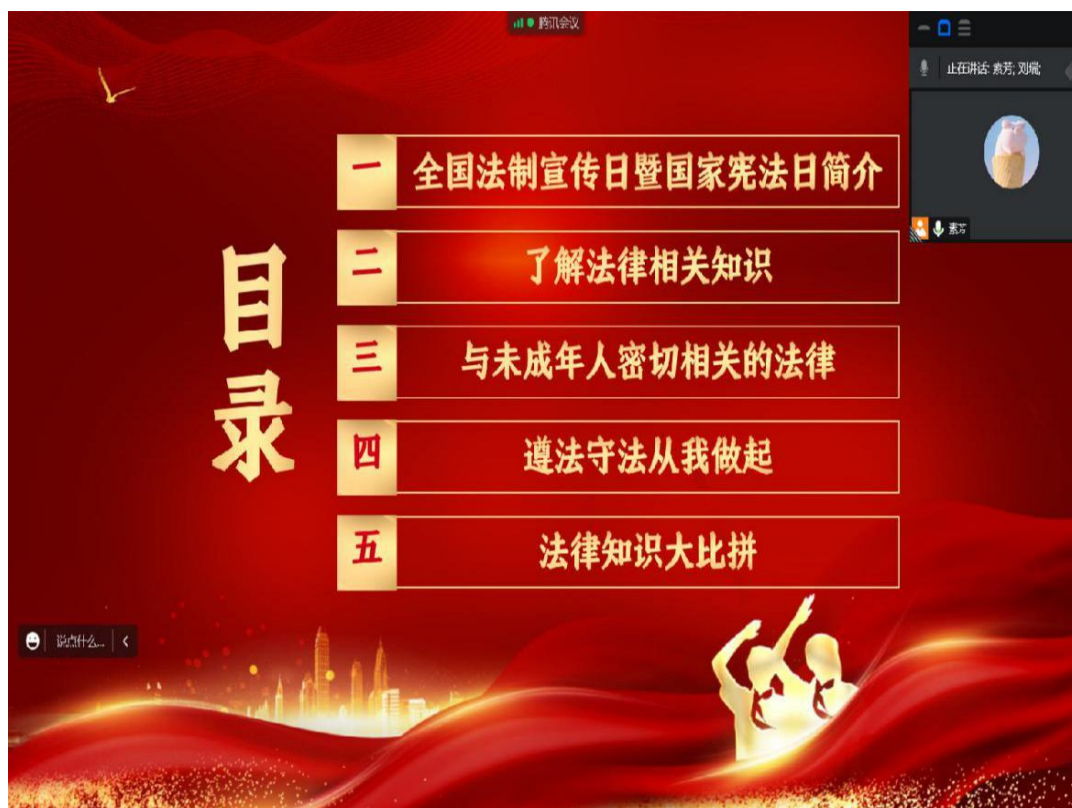 腾讯会议
正在讲话: 素芳; 刘瑞;
素芳
目录
一 全国法制宣传日暨国家宪法日简介
二 了解法律相关知识
三 与未成年人密切相关的法律
四 遵法守法从我做起
五 法律知识大比拼
说点什么...